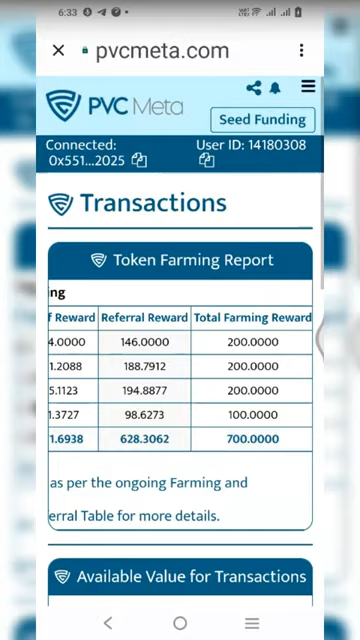 6:33
pvcmeta.com
PVC Meta
Seed Funding
Connected:
0x551...2025
User ID: 14180308
Transactions
Token Farming Report
ing
f Reward Referral Reward Total Farming Reward
4.0000 146.0000 200.0000
1.2088 188.7912 200.0000
5.1123 194.8877 200.0000
1.3727 98.6273 100.0000
1.6938 628.3062 700.0000
as per the ongoing Farming and
erral Table for more details.
Available Value for Transactions